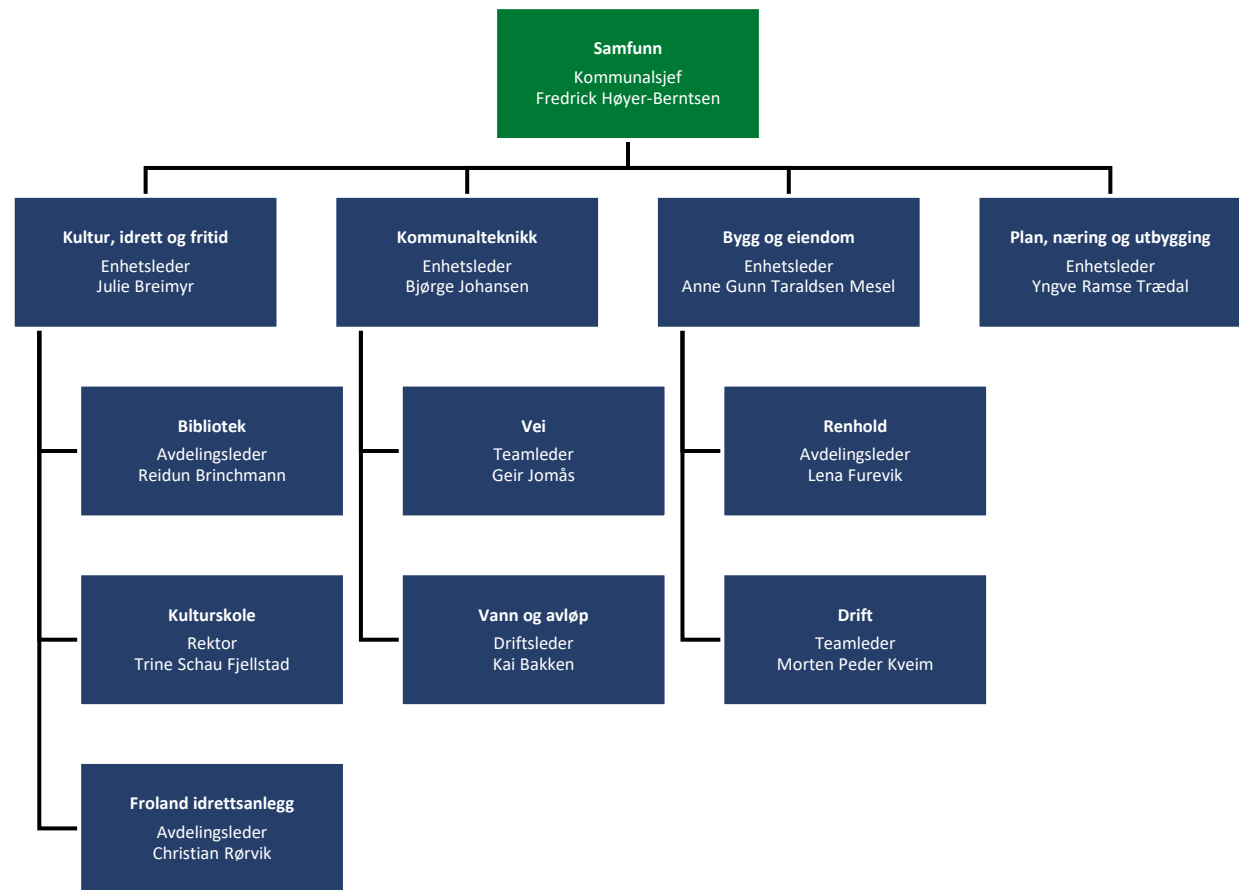 Samfunn
Kommunalsjef
Fredrick Høyer-Berntsen
Kultur, idrett og fritid
Enhetsleder
Julie Breimyr
Kommunalteknikk
Enhetsleder
Bjørge Johansen
Bygg og eiendom
Enhetsleder
Anne Gunn Taraldsen Mesel
Plan, næring og utbygging
Enhetsleder
Yngve Ramse Trædal
Bibliotek
Avdelingsleder
Reidun Brinchmann
Vei
Teamleder
Geir Jomås
Renhold
Avdelingsleder
Lena Furevik
Kulturskole
Rektor
Trine Schau Fjellstad
Vann og avløp
Driftsleder
Kai Bakken
Drift
Teamleder
Morten Peder Kveim
Froland idrettsanlegg
Avdelingsleder
Christian Rørvik